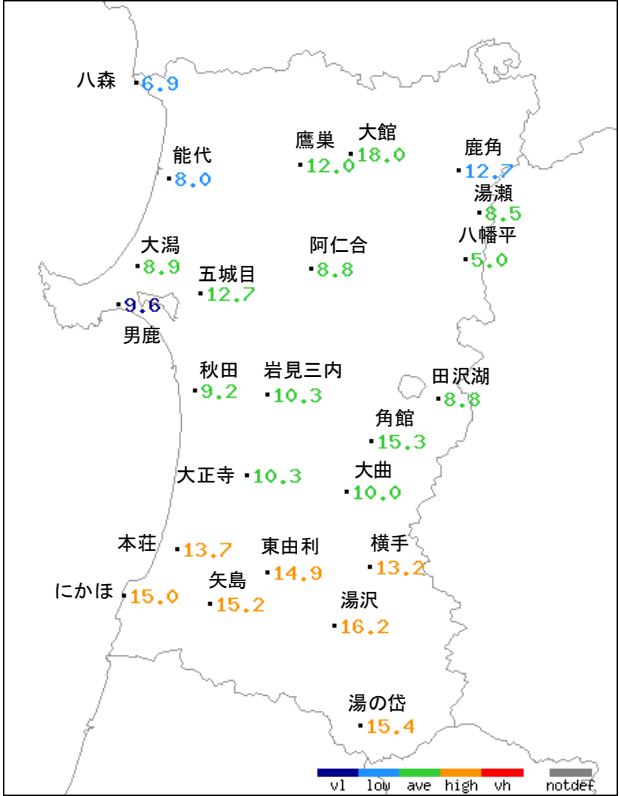 八森
6.9
鷹巣
12.0
大館
18.0
能代
8.0
鹿角
12.7
湯瀬
8.5
八幡平
5.0
大潟
8.9
五城目
12.7
阿仁合
8.8
9.6
男鹿
秋田
9.2
岩見三内
10.3
田沢湖
8.8
角館
15.3
大正寺
10.3
大曲
10.0
本荘
13.7
東由利
14.9
横手
13.2
にかほ
15.0
矢島
15.2
湯沢
16.2
湯の岱
15.4
vl low ave high vh notdef